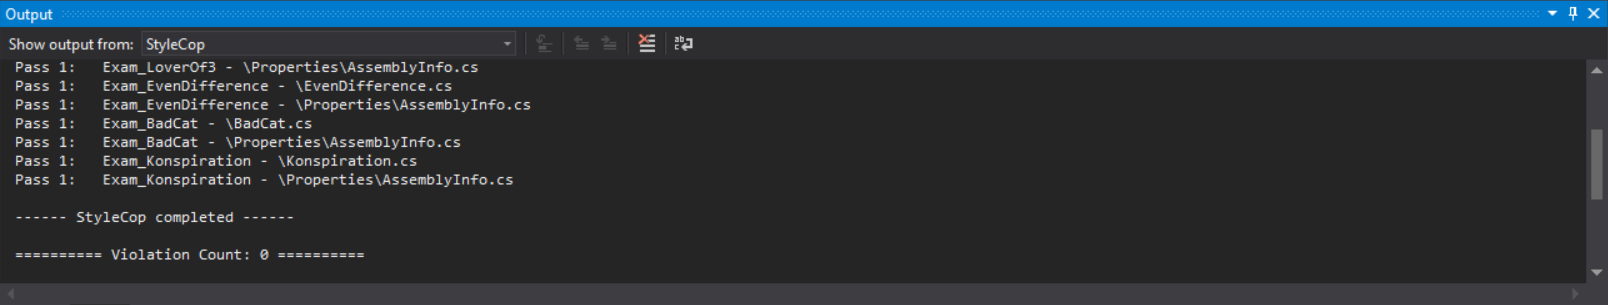 Output
Show output from: StyleCop
Pass 1:   Exam_LoverOf3 - \Properties\AssemblyInfo.cs
Pass 1:   Exam_EvenDifference - \EvenDifference.cs
Pass 1:   Exam_EvenDifference - \Properties\AssemblyInfo.cs
Pass 1:   Exam_BadCat - \BadCat.cs
Pass 1:   Exam_BadCat - \Properties\AssemblyInfo.cs
Pass 1:   Exam_Konspiration - \Konspiration.cs
Pass 1:   Exam_Konspiration - \Properties\AssemblyInfo.cs
------ StyleCop completed ------
========== Violation Count: 0 ==========